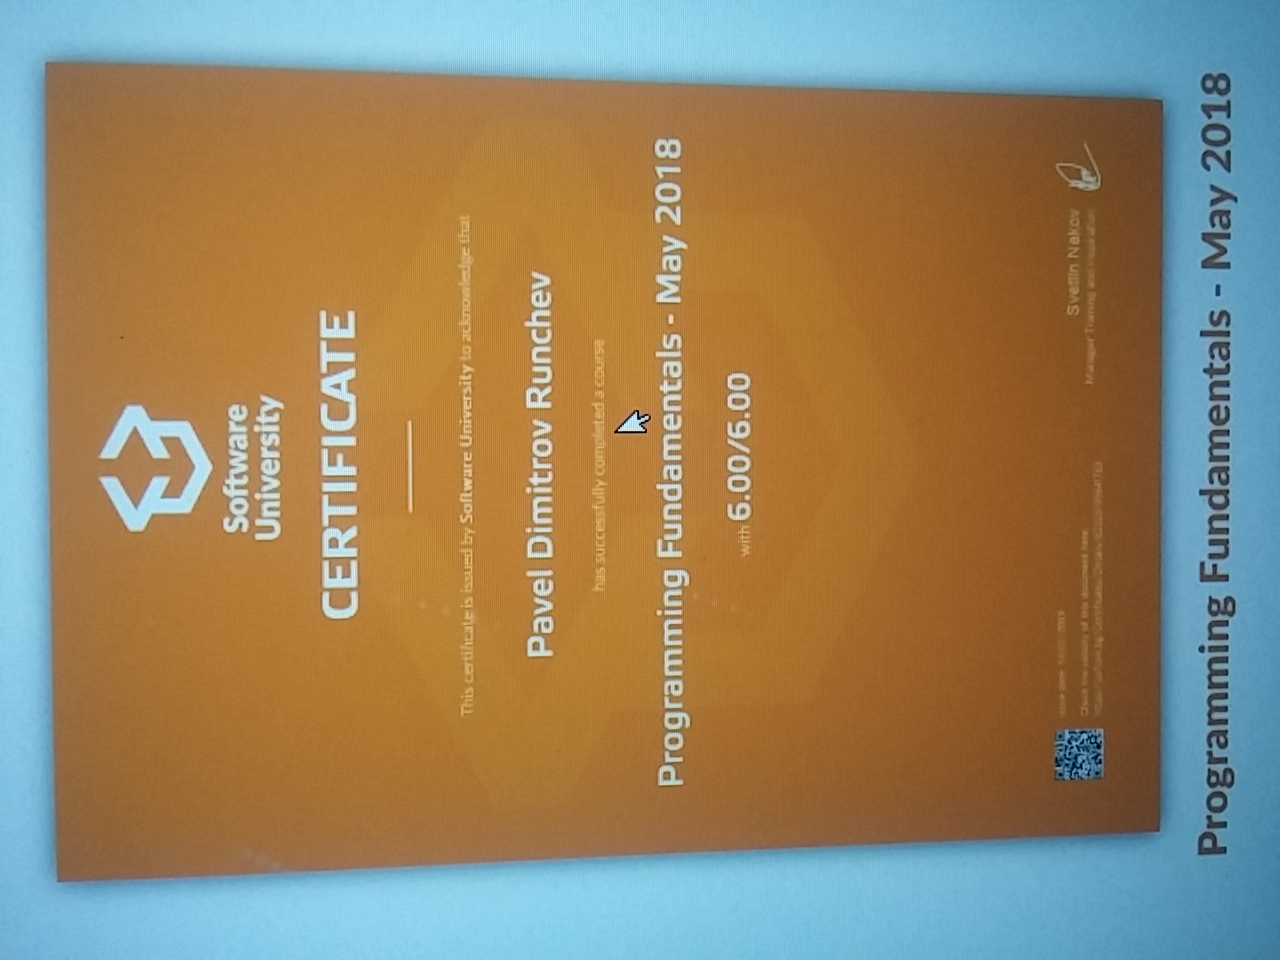 Software
University
CERTIFICATE
This certificate is issued by Software University to acknowledge that
Pavel Dimitrov Runchev
has successfully completed a course
Programming Fundamentals - May 2018
with 6.00/6.00
Issue date:
Check the validity of this document here:
Svetlin Nakov
Manager Training and Inspiration
Programming Fundamentals - May 2018